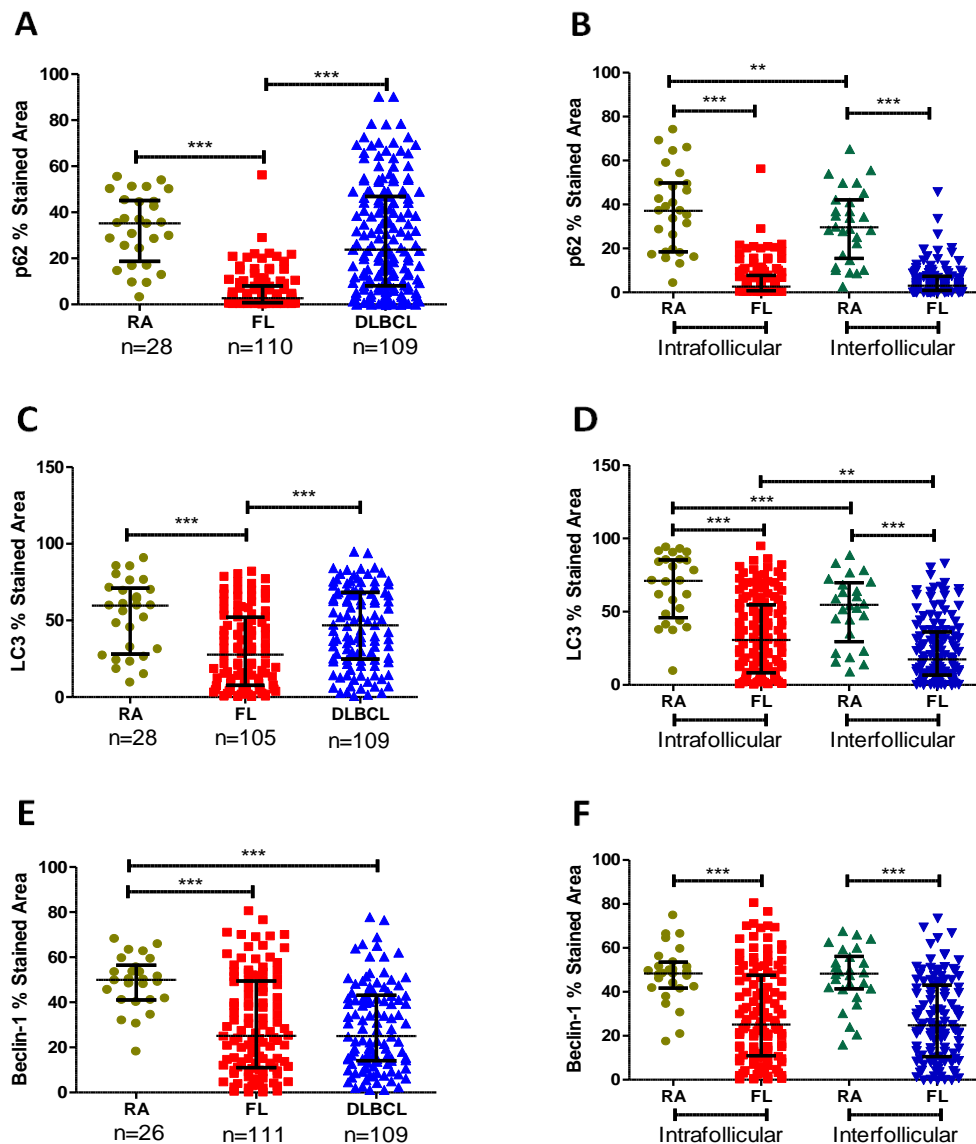 A
p62 % Stained Area
100
80
60
40
20
0
***
***
RA FL DLBCL
n=28 n=110 n=109
B
p62 % Stained Area
100
80
60
40
20
0
**
***
***
RA FL RA FL
Intrafollicular Interfollicular
C
LC3 % Stained Area
150
100
50
0
***
***
RA FL DLBCL
n=28 n=105 n=109
D
LC3 % Stained Area
150
100
50
0
**
***
***
***
RA FL RA FL
Intrafollicular Interfollicular
E
Beclin-1 % Stained Area
100
80
60
40
20
0
***
***
RA FL DLBCL
n=26 n=111 n=109
F
Beclin-1 % Stained Area
100
80
60
40
20
0
***
***
RA FL RA FL
Intrafollicular Interfollicular